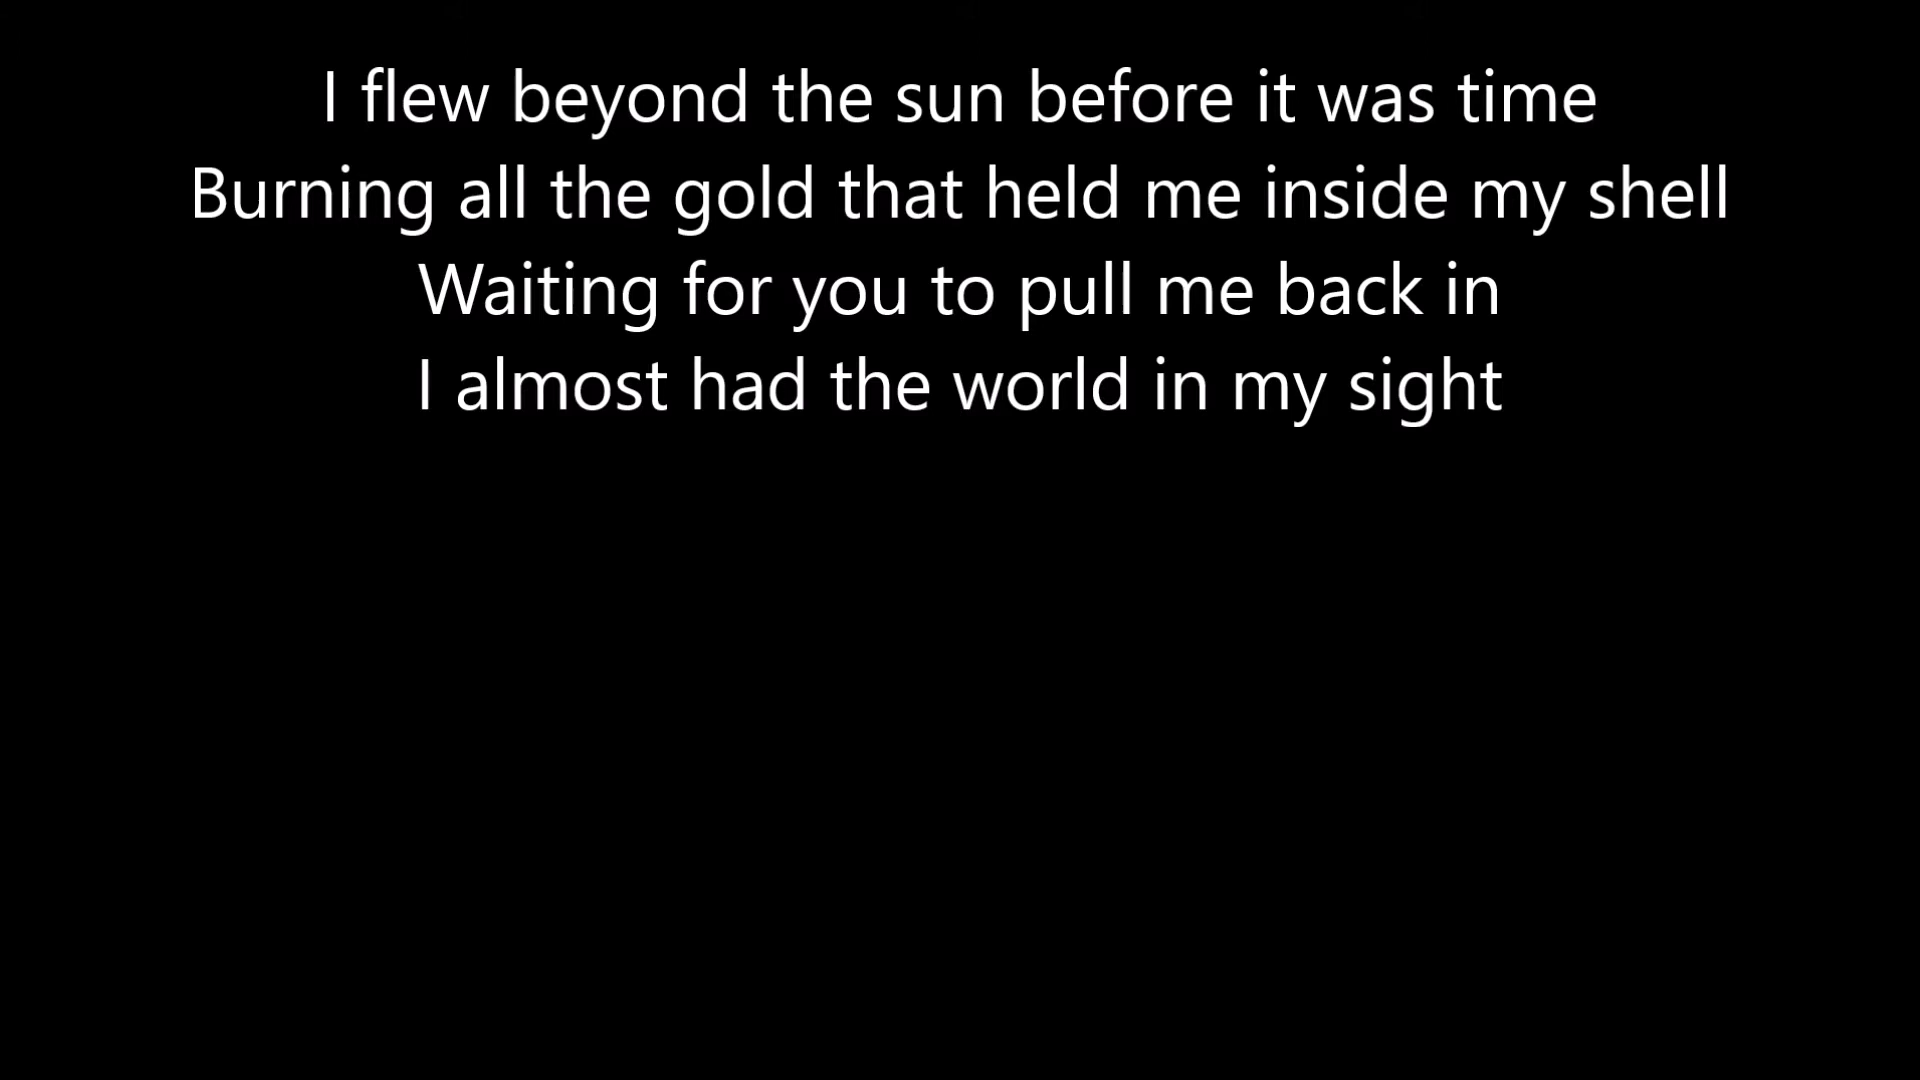 I flew beyond the sun before it was time
Burning all the gold that held me inside my shell
Waiting for you to pull me back in
I almost had the world in my sight